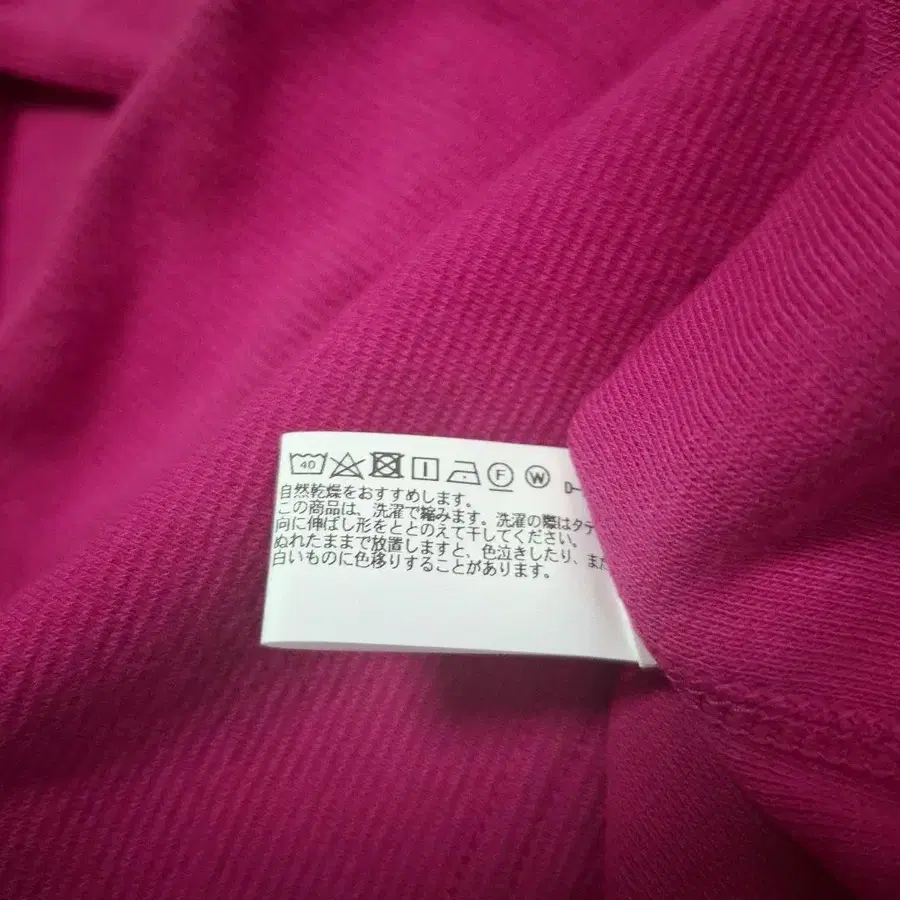 40 F W D-
自然乾燥をおすすめします。
この商品は、洗濯で縮みます。洗濯の際はタテ
向に伸ばし形をととのえて干してください。
ぬれたままで放置しますと、色泣きしたり、また
白いものに色移りすることがあります。